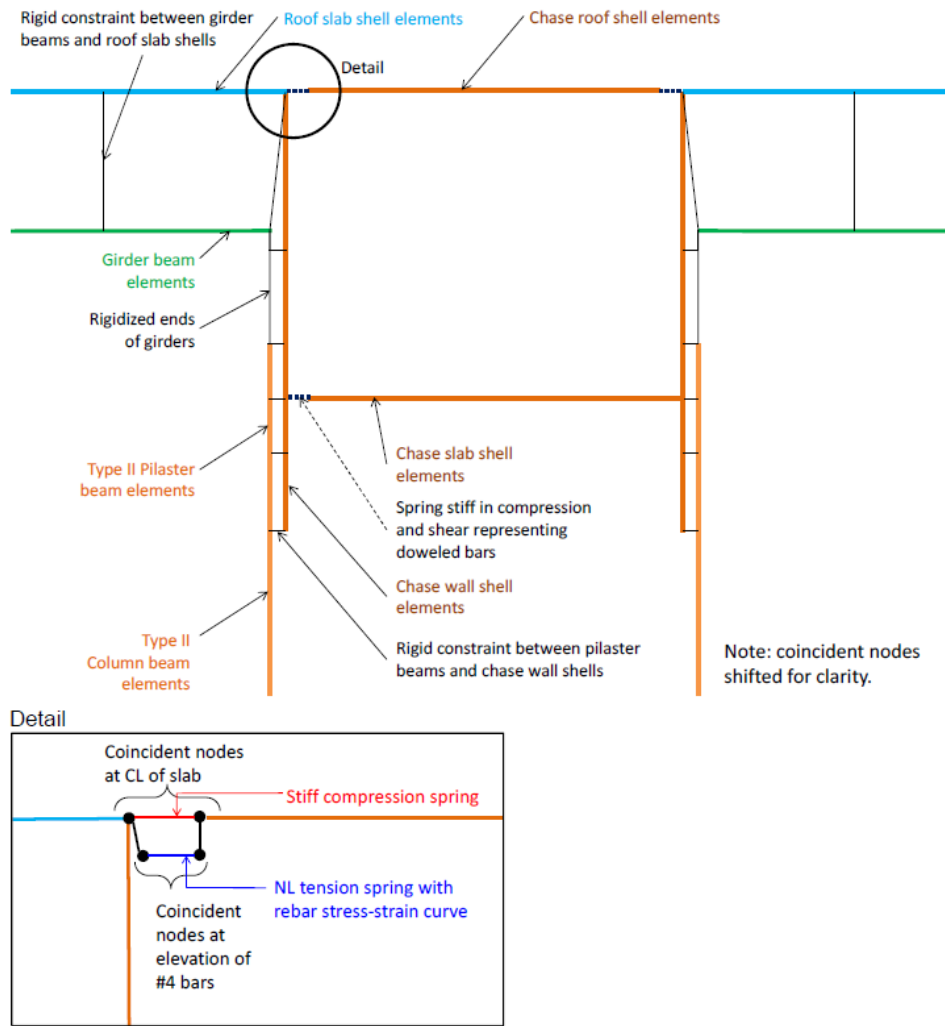 Rigid constraint between girder
beams and roof slab shells
Roof slab shell elements
Chase roof shell elements
Detail
Girder beam
elements
Rigidized ends
of girders
Type II Pilaster
beam elements
Chase slab shell
elements
Spring stiff in compression
and shear representing
doweled bars
Chase wall shell
elements
Type II
Column beam
elements
Rigid constraint between pilaster
beams and chase wall shells
Note: coincident nodes
shifted for clarity.
Detail
Coincident nodes
at CL of slab
Stiff compression spring
NL tension spring with
rebar stress-strain curve
Coincident
nodes at
elevation of
#4 bars